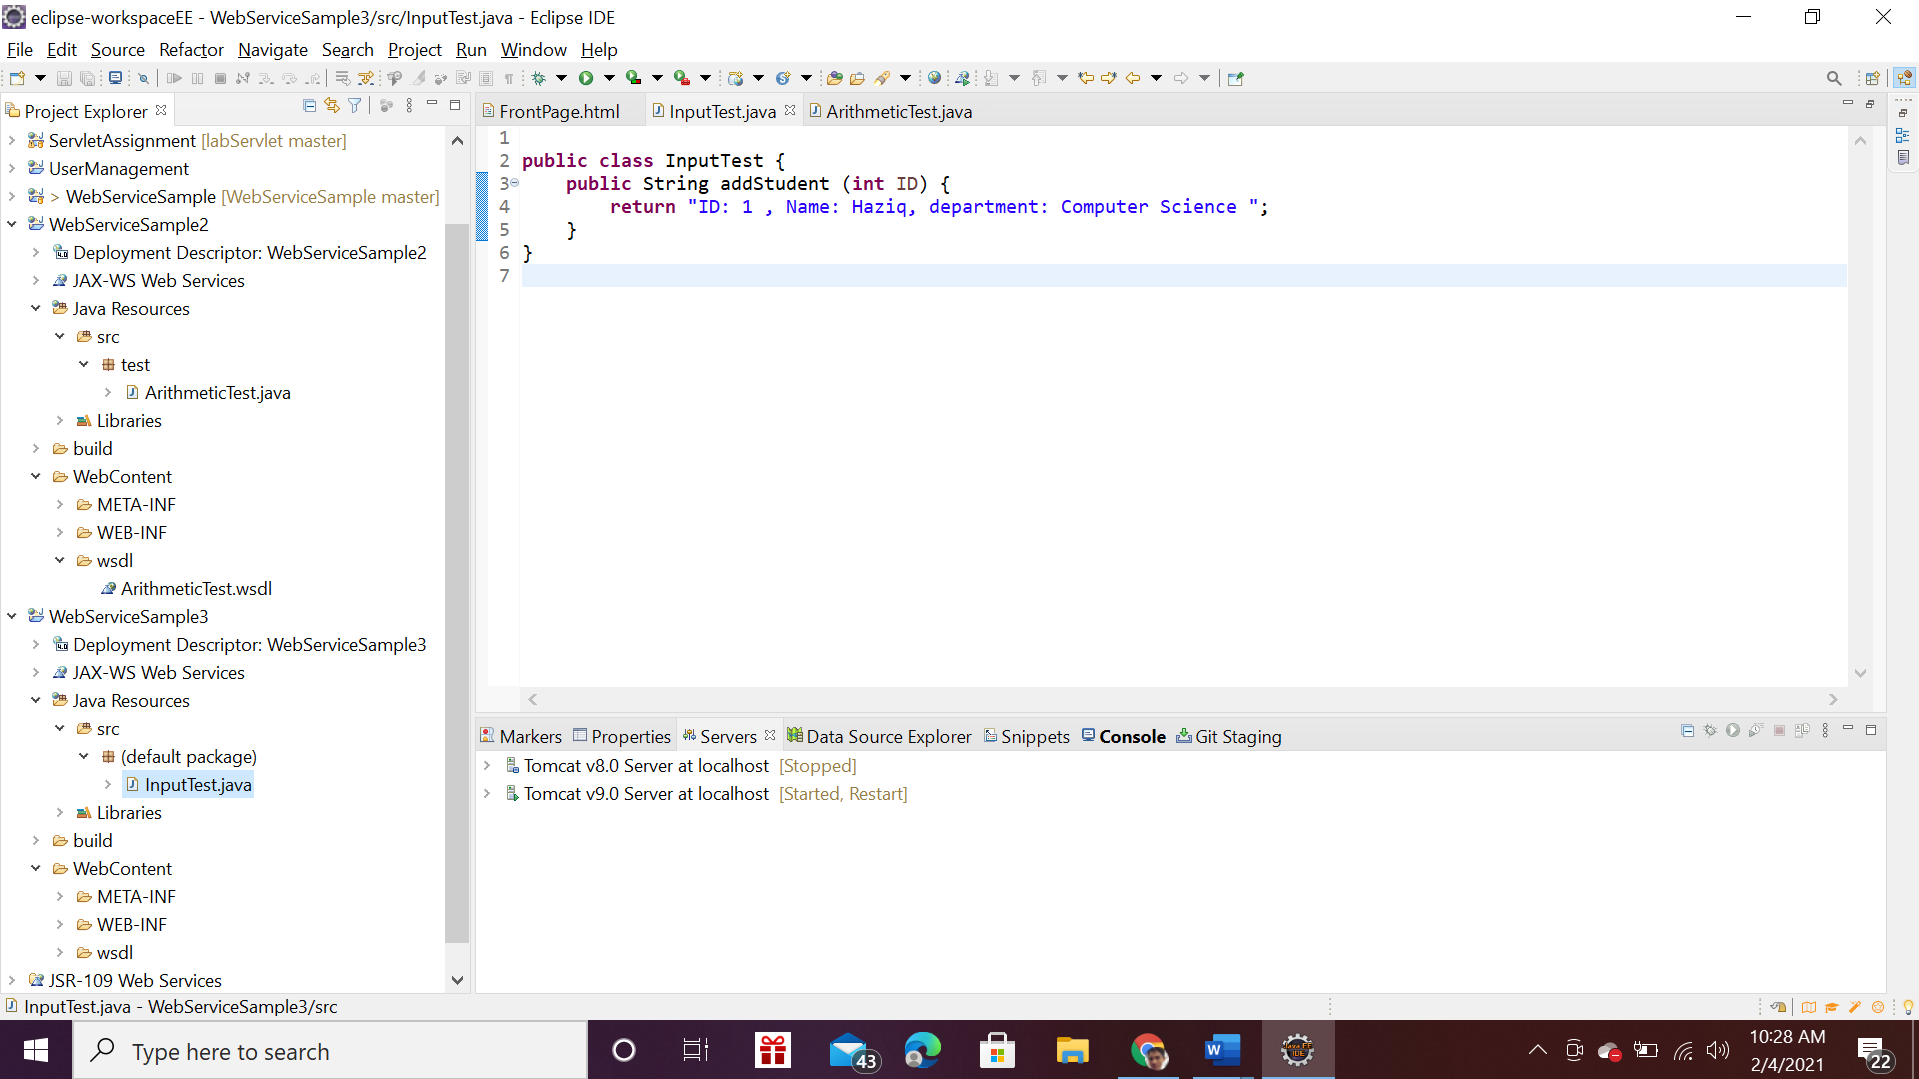 eclipse-workspaceEE - WebServiceSample3/src/InputTest.java - Eclipse IDE
File Edit Source Refactor Navigate Search Project Run Window Help
Project Explorer
ServletAssignment [labServlet master]
UserManagement
> WebServiceSample [WebServiceSample master]
WebServiceSample2
Deployment Descriptor: WebServiceSample2
JAX-WS Web Services
Java Resources
src
test
ArithmeticTest.java
Libraries
build
WebContent
META-INF
WEB-INF
wsdl
ArithmeticTest.wsdl
WebServiceSample3
Deployment Descriptor: WebServiceSample3
JAX-WS Web Services
Java Resources
src
(default package)
InputTest.java
Libraries
build
WebContent
META-INF
WEB-INF
wsdl
JSR-109 Web Services
FrontPage.html InputTest.java ArithmeticTest.java
1
2 public class InputTest {
3 public String addStudent (int ID) {
4 return "ID: 1 , Name: Haziq, department: Computer Science ";
5 }
6 }
7
Markers Properties Servers Data Source Explorer Snippets Console Git Staging
Tomcat v8.0 Server at localhost [Stopped]
Tomcat v9.0 Server at localhost [Started, Restart]
InputTest.java - WebServiceSample3/src
Type here to search
43
W
Java EE
IDE
10:28 AM
2/4/2021
22